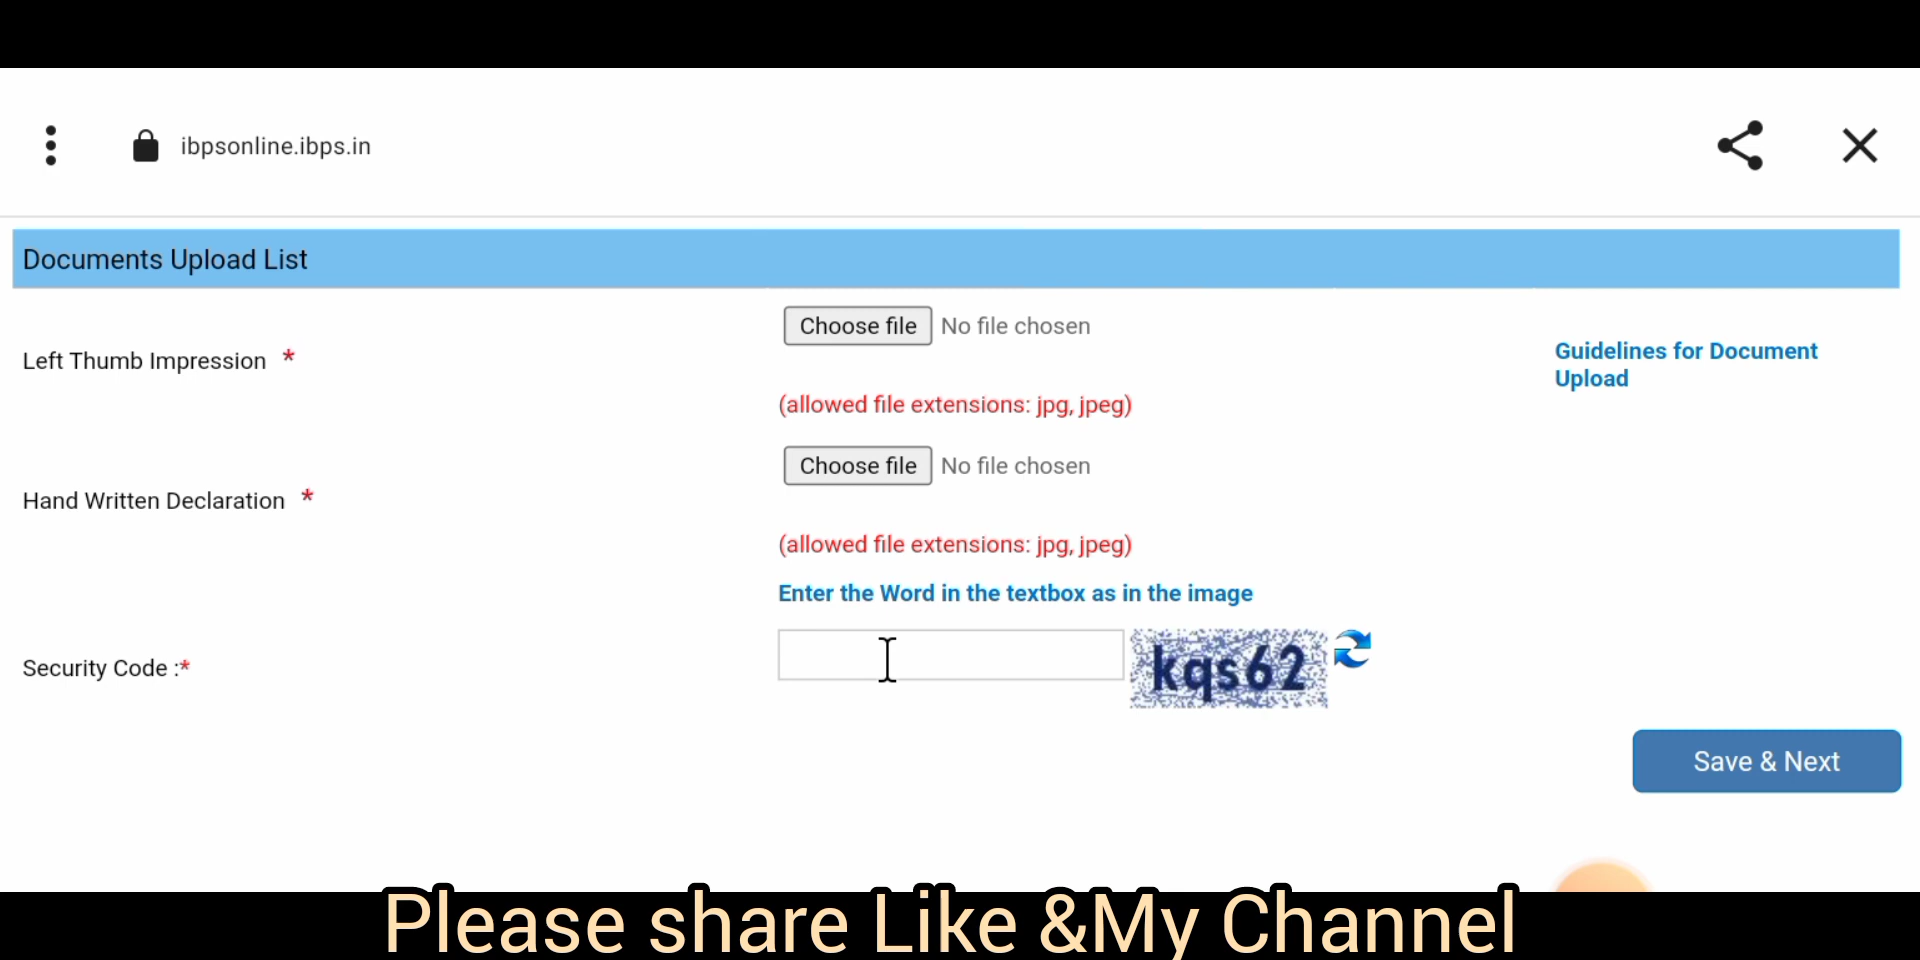 ibpsonline.ibps.in
Documents Upload List
Choose file No file chosen
Left Thumb Impression *
Guidelines for Document
Upload
(allowed file extensions: jpg, jpeg)
Choose file No file chosen
Hand Written Declaration *
(allowed file extensions: jpg, jpeg)
Enter the Word in the textbox as in the image
Security Code :*
kqs62
Save & Next
Please share Like &My Channel